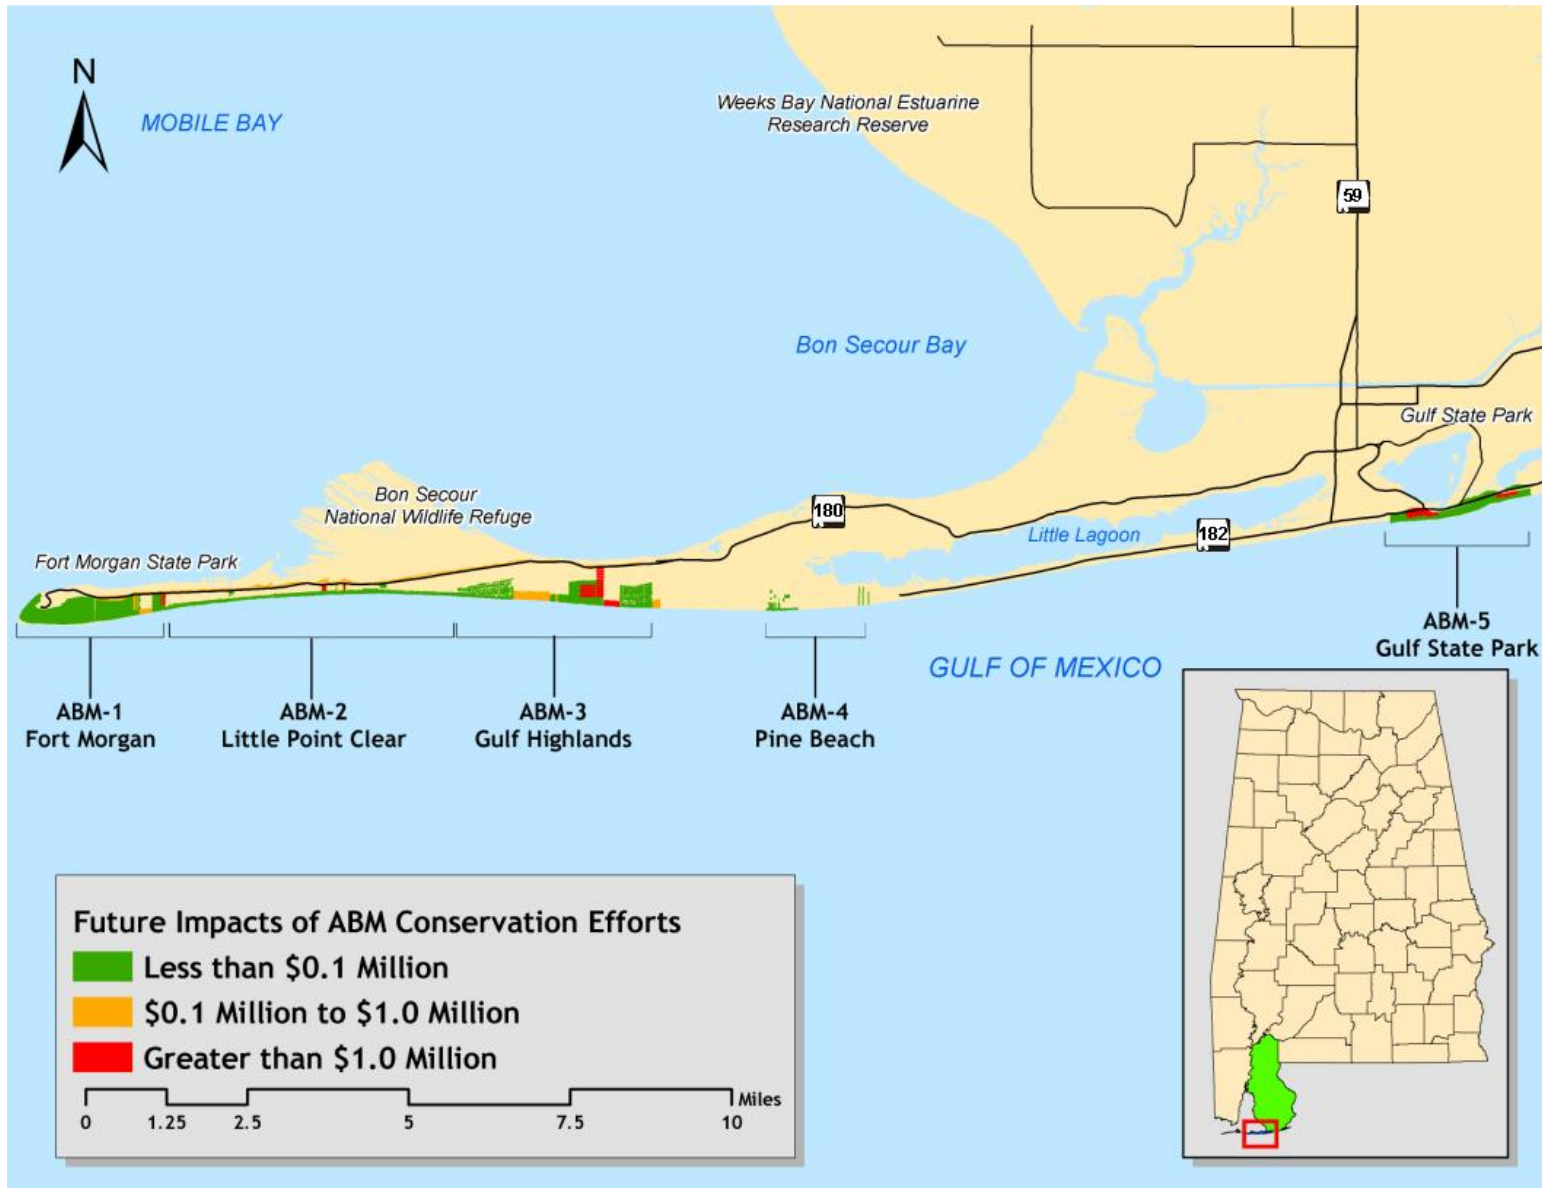 N
MOBILE BAY
Weeks Bay National Estuarine
Research Reserve
59
Bon Secour Bay
Gulf State Park
Bon Secour
National Wildlife Refuge
180
Little Lagoon
182
Fort Morgan State Park
ABM-5
Gulf State Park
GULF OF MEXICO
ABM-1
Fort Morgan
ABM-2
Little Point Clear
ABM-3
Gulf Highlands
ABM-4
Pine Beach
Future Impacts of ABM Conservation Efforts
Less than $0.1 Million
$0.1 Million to $1.0 Million
Greater than $1.0 Million
Miles
0 1.25 2.5 5 7.5 10